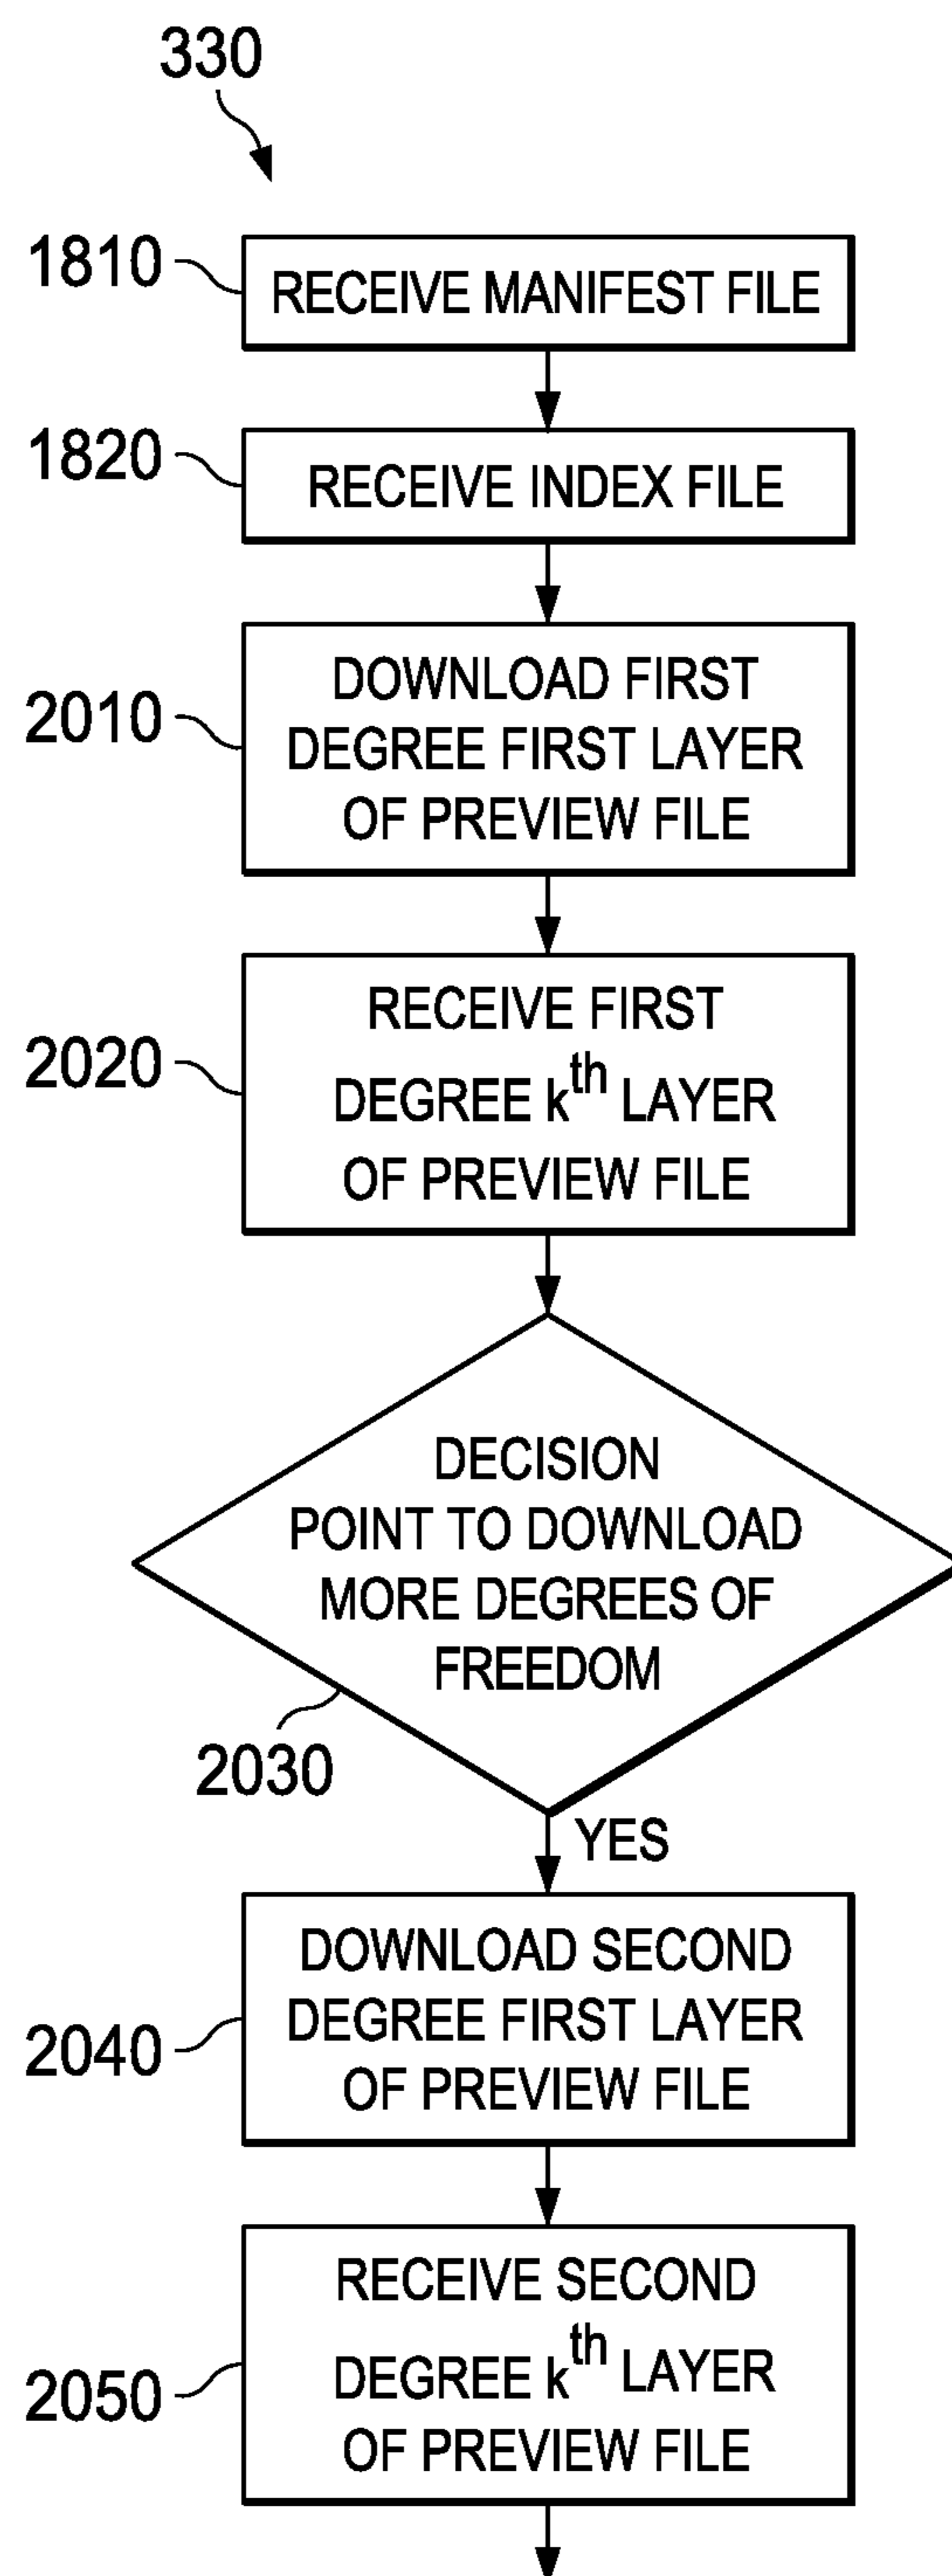 330
1810
RECEIVE MANIFEST FILE
1820
RECEIVE INDEX FILE
2010
DOWNLOAD FIRST
DEGREE FIRST LAYER
OF PREVIEW FILE
2020
RECEIVE FIRST
DEGREE kth LAYER
OF PREVIEW FILE
DECISION
POINT TO DOWNLOAD
MORE DEGREES OF
FREEDOM
2030
YES
2040
DOWNLOAD SECOND
DEGREE FIRST LAYER
OF PREVIEW FILE
2050
RECEIVE SECOND
DEGREE kth LAYER
OF PREVIEW FILE